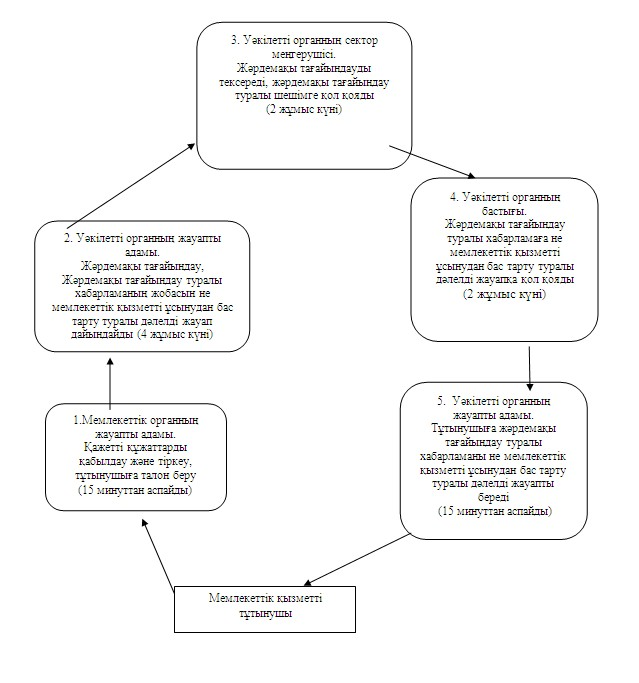 3. Уәкілетті органның сектор
меңгерушісі.
Жәрдемақы тағайындауды
тексереді, жәрдемақы тағайындау
туралы шешімге қол қояды
(2 жұмыс күні)
4. Уәкілетті органның
бастығы.
Жәрдемақы тағайындау
туралы хабарламаға не
мемлекеттік қызметті
ұсынудан бас тарту туралы
дәлелді жауапқа қол қояды
(2 жұмыс күні)
2. Уәкілетті органның жауапты
адамы.
Жәрдемақы тағайындау,
Жәрдемақы тағайындау туралы
хабарламаның жобасын не
мемлекеттік қызметті ұсынудан бас
тарту туралы дәлелді жауап
дайындайды (4 жұмыс күні)
1.Мемлекеттік органның
жауапты адамы.
Қажетті құжаттарды
қабылдау және тіркеу,
тұтынушыға талон беру
(15 минуттан аспайды)
5. Уәкілетті органның
жауапты адамы.
Тұтынушыға жәрдемақы
тағайындау туралы
хабарламаны не мемлекеттік
қызметті ұсынудан бас тарту
туралы дәлелді жауапты
береді
(15 минуттан аспайды)
Мемлекеттік қызметті
тұтынушы